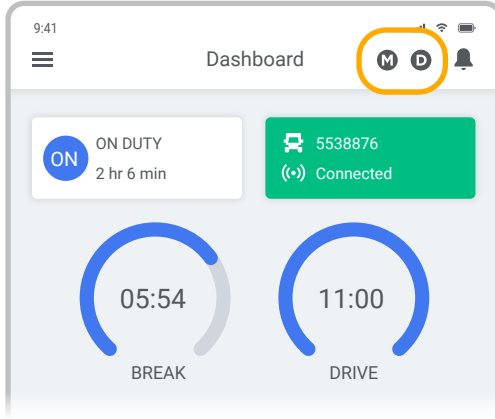 9:41
Dashboard M D
ON
ON DUTY
2 hr 6 min
5538876
Connected
05:54
BREAK
11:00
DRIVE